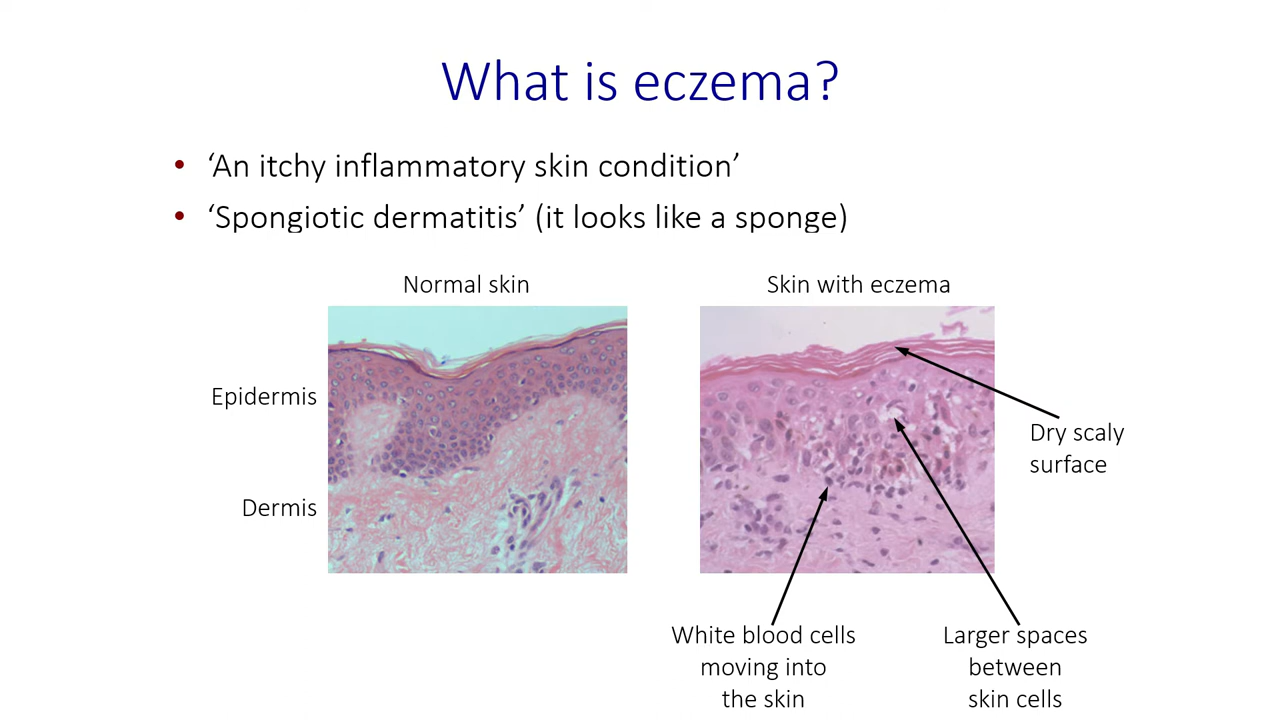 What is eczema?
• ‘An itchy inflammatory skin condition’
• ‘Spongiotic dermatitis’ (it looks like a sponge)
Normal skin
Skin with eczema
Epidermis
Dermis
Dry scaly
surface
White blood cells
moving into
the skin
Larger spaces
between
skin cells